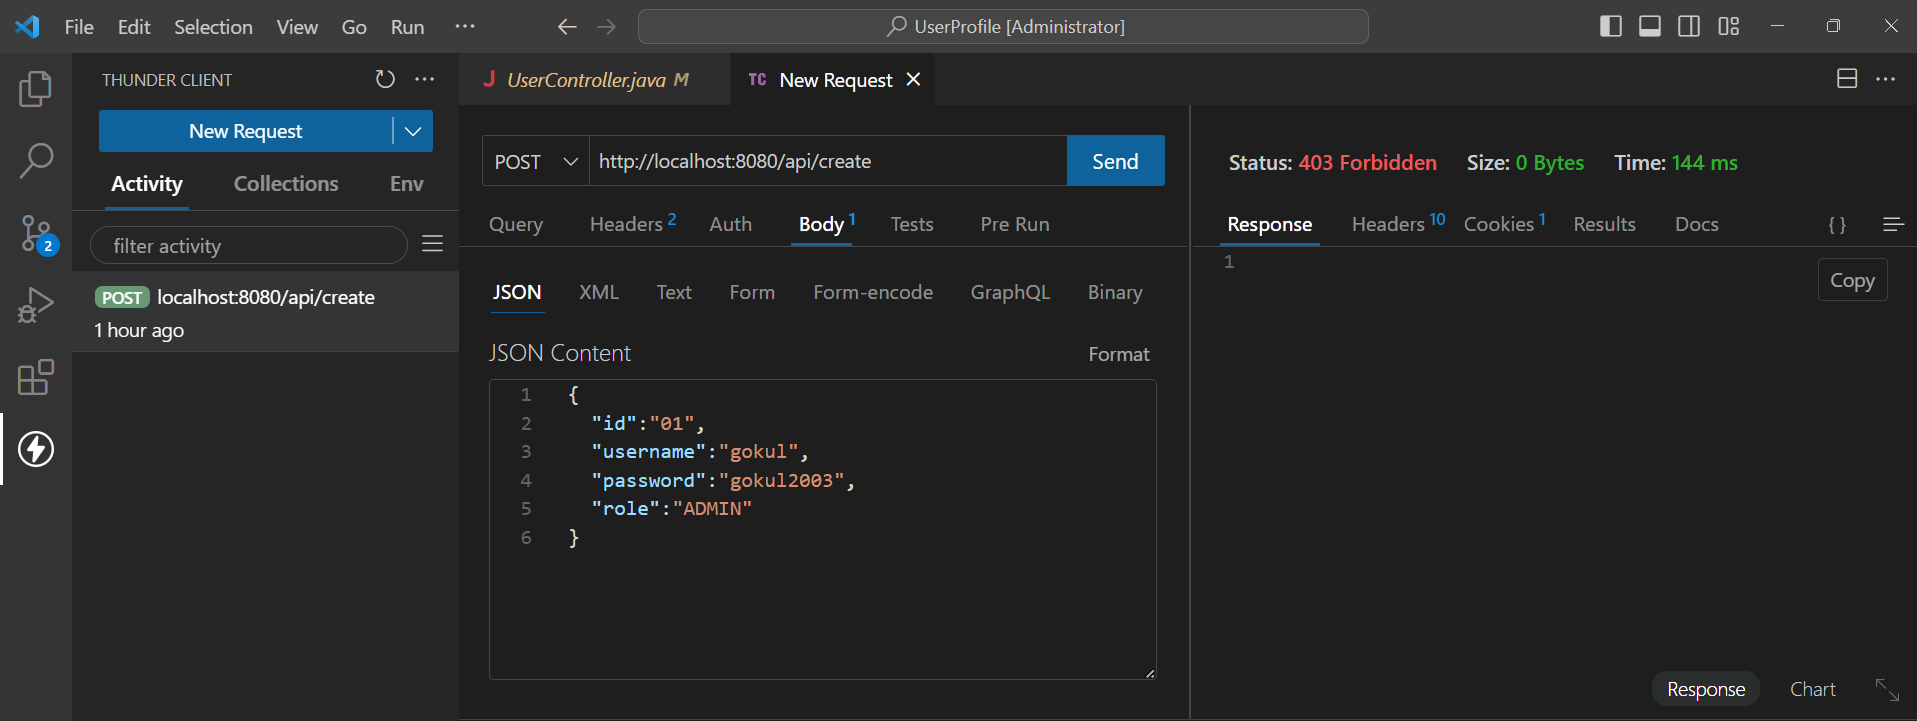 File Edit Selection View Go Run ··· UserProfile [Administrator]
THUNDER CLIENT ···
New Request
Activity Collections Env
filter activity
POST localhost:8080/api/create
1 hour ago
2
J UserController.java M TC New Request ···
POST http://localhost:8080/api/create Send
Query Headers 2 Auth Body 1 Tests Pre Run
JSON XML Text Form Form-encode GraphQL Binary
JSON Content Format
1 {
2 "id":"01",
3 "username":"gokul",
4 "password":"gokul2003",
5 "role":"ADMIN"
6 }
Status: 403 Forbidden Size: 0 Bytes Time: 144 ms
Response Headers 10 Cookies 1 Results Docs { }
1
Copy
Response Chart